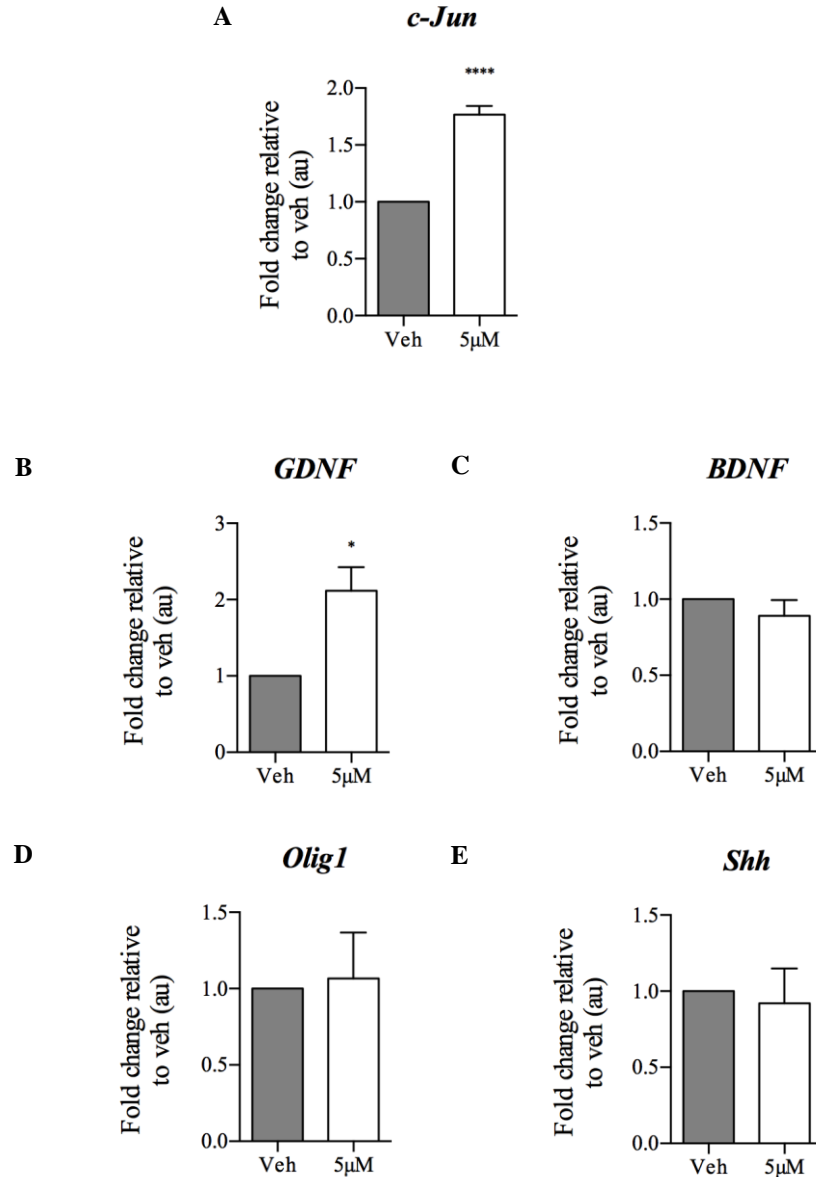 A
c-Jun
Fold change relative
to veh (au)
2.0
1.5
1.0
0.5
0.0
****
Veh
5µM
B
GDNF
Fold change relative
to veh (au)
3
2
1
0
*
Veh
5µM
C
BDNF
Fold change relative
to veh (au)
1.5
1.0
0.5
0.0
Veh
5µM
D
Olig1
Fold change relative
to veh (au)
1.5
1.0
0.5
0.0
Veh
5µM
E
Shh
Fold change relative
to veh (au)
1.5
1.0
0.5
0.0
Veh
5µM